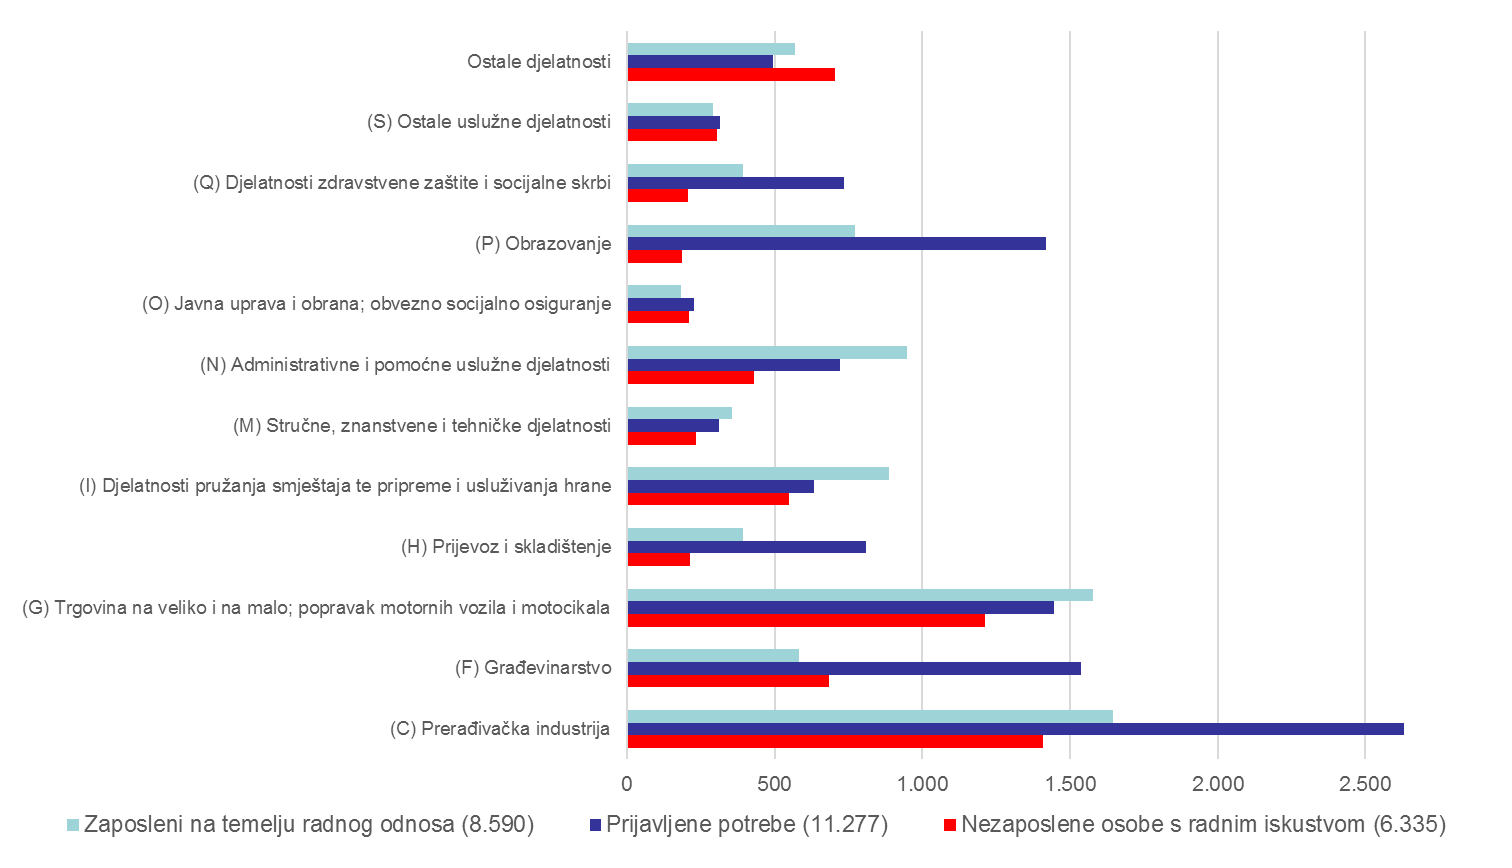 Ostale djelatnosti
(S) Ostale uslužne djelatnosti
(Q) Djelatnosti zdravstvene zaštite i socijalne skrbi
(P) Obrazovanje
(O) Javna uprava i obrana; obvezno socijalno osiguranje
(N) Administrativne i pomoćne uslužne djelatnosti
(M) Stručne, znanstvene i tehničke djelatnosti
(I) Djelatnosti pružanja smještaja te pripreme i usluživanja hrane
(H) Prijevoz i skladištenje
(G) Trgovina na veliko i na malo; popravak motornih vozila i motocikala
(F) Građevinarstvo
(C) Prerađivačka industrija
0 500 1.000 1.500 2.000 2.500
Zaposleni na temelju radnog odnosa (8.590) Prijavljene potrebe (11.277) Nezaposlene osobe s radnim iskustvom (6.335)